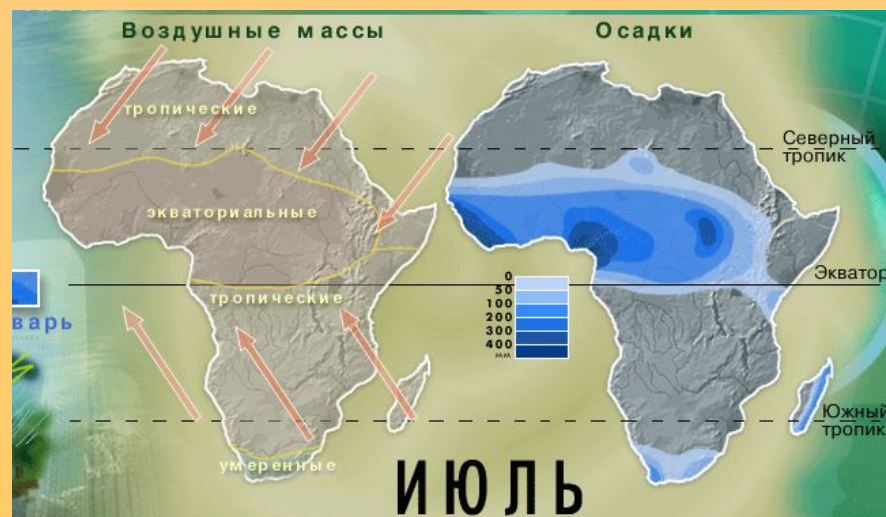 Воздушные массы
Осадки
тропические
Северный
тропик
экваториальные
Экватор
тропические
0
50
100
200
300
400
мм
варь
Южный
тропик
умеренные
ИЮЛЬ